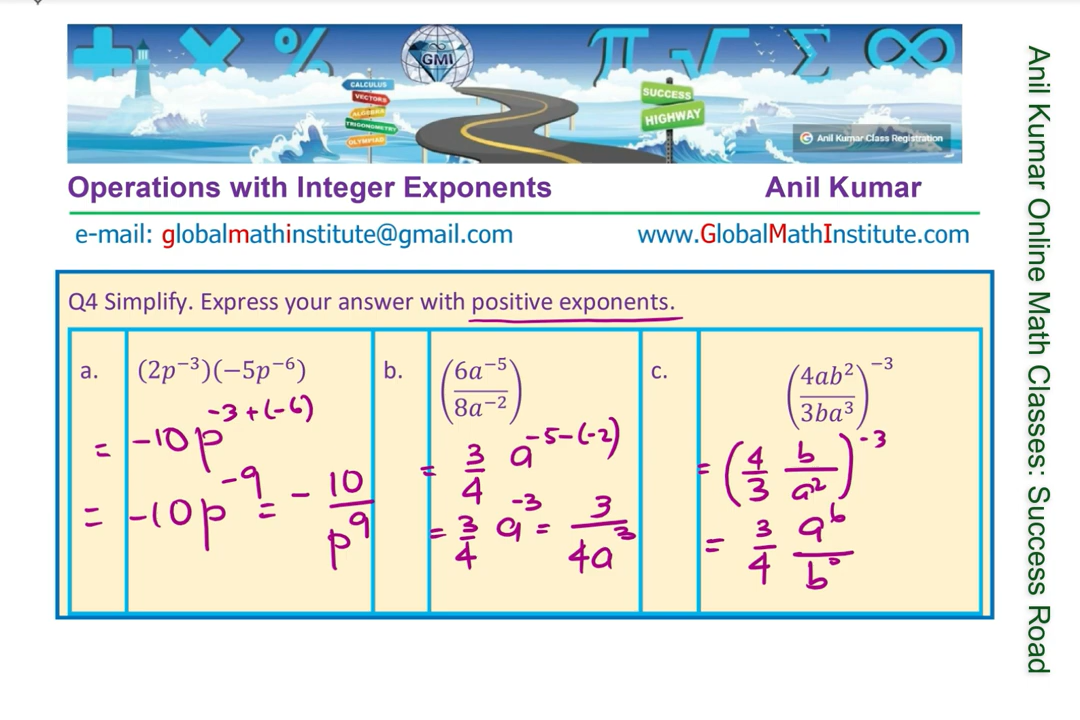 + × % π √ Σ ∞
GMI
CALCULUS
VECTORS
ALGEBRA
TRIGONOMETRY
OLYMPIAD
SUCCESS
HIGHWAY
G Anil Kumar Class Registration
Operations with Integer Exponents Anil Kumar
e-mail: globalmathinstitute@gmail.com www.GlobalMathInstitute.com
Q4 Simplify. Express your answer with positive exponents.
a. (2p⁻³)(−5p⁻⁶)
= -10p^(-3+(-6))
= -10p⁻⁹ = - 10/p⁹
b. (6a⁻⁵/8a⁻²)
= 3/4 a^(-5-(-2))
= 3/4 a⁻³ = 3/4a³
c. (4ab²/3ba³)⁻³
= (4/3 b/a²)⁻³
= 3/4 a⁶/b
Anil Kumar Online Math Classes: Success Road